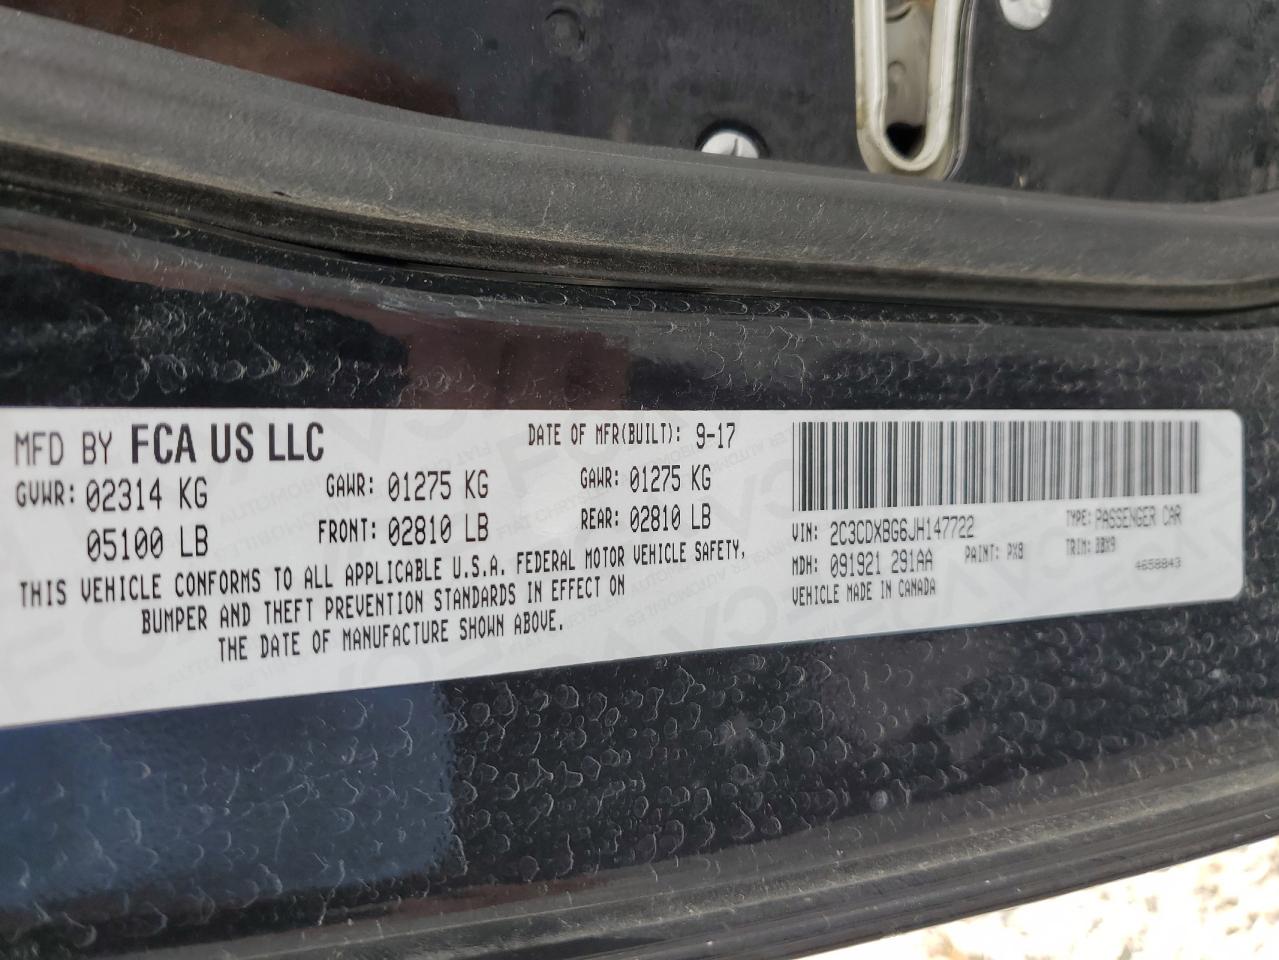 MFD BY FCA US LLC
DATE OF MFR(BUILT): 9-17
GVWR: 02314 KG
GAWR: 01275 KG
GAWR: 01275 KG
05100 LB
FRONT: 02810 LB
REAR: 02810 LB
THIS VEHICLE CONFORMS TO ALL APPLICABLE U.S.A. FEDERAL MOTOR VEHICLE SAFETY,
BUMPER AND THEFT PREVENTION STANDARDS IN EFFECT ON
THE DATE OF MANUFACTURE SHOWN ABOVE.
VIN: 2C3CDXBG6JH147722
TYPE: PASSENGER CAR
MDH: 091921 291AA
PAINT: PX8
TRIM:
VEHICLE MADE IN CANADA
4658843